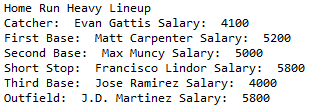 Home Run Heavy Lineup
Catcher:  Evan Gattis Salary:  4100
First Base:  Matt Carpenter Salary:  5200
Second Base:  Max Muncy Salary:  5000
Short Stop:  Francisco Lindor Salary:  5800
Third Base:  Jose Ramirez Salary:  4000
Outfield:  J.D. Martinez Salary:  5800